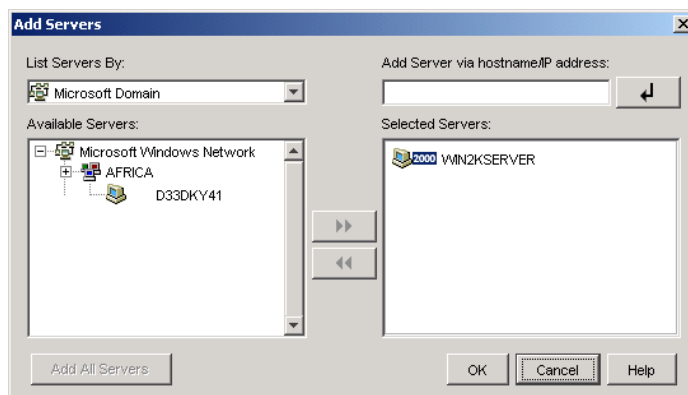 Add Servers
List Servers By:
Microsoft Domain
Add Server via hostname/IP address:
Available Servers:
Microsoft Windows Network
AFRICA
D33DKY41
Selected Servers:
2000 WIN2KSERVER
Add All Servers
OK
Cancel
Help